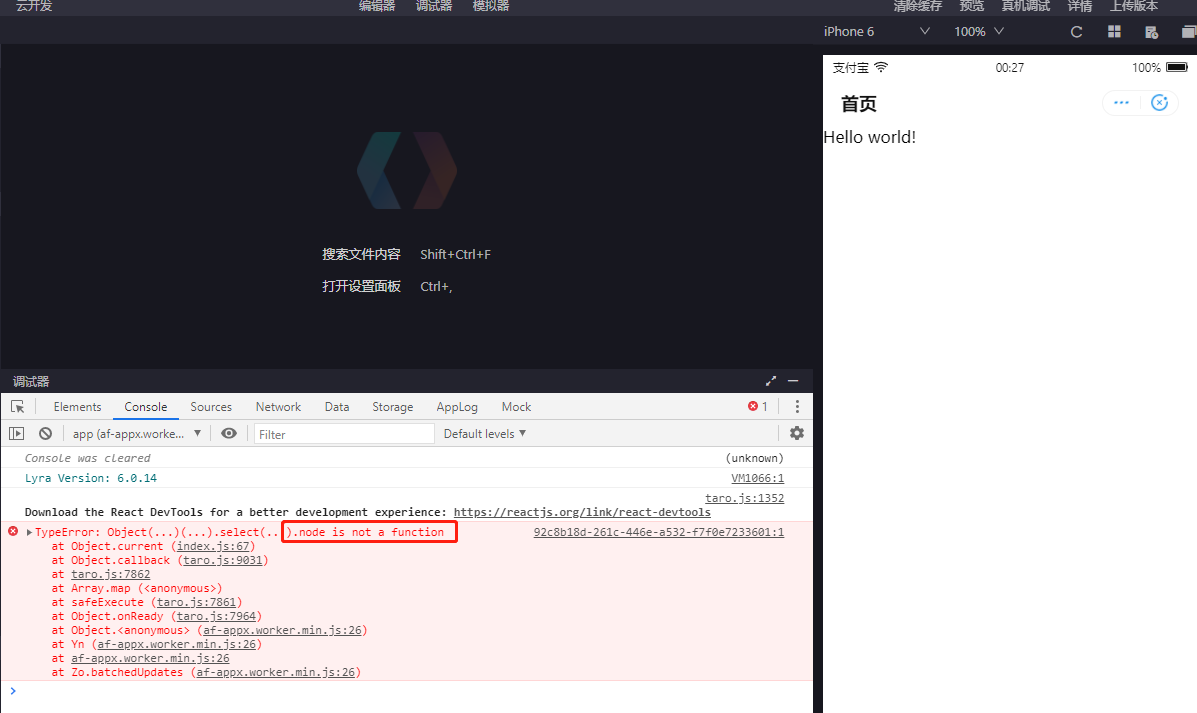 云开发 编辑器 调试器 模拟器 清除缓存 预览 真机调试 详情 上传版本
iPhone 6 100%
支付宝 00:27 100%
首页
Hello world!
搜索文件内容 Shift+Ctrl+F
打开设置面板 Ctrl+,
调试器
Elements Console Sources Network Data Storage AppLog Mock 1
app (af-appx.worke... Filter Default levels
Console was cleared (unknown)
Lyra Version: 6.0.14 VM1066:1
taro.js:1352
Download the React DevTools for a better development experience: https://reactjs.org/link/react-devtools
TypeError: Object(...)(...).select(...).node is not a function 92c8b18d-261c-446e-a532-f7f0e7233601:1
at Object.current (index.js:67)
at Object.callback (taro.js:9031)
at taro.js:7862
at Array.map (<anonymous>)
at safeExecute (taro.js:7861)
at Object.onReady (taro.js:7964)
at Object.<anonymous> (af-appx.worker.min.js:26)
at Yn (af-appx.worker.min.js:26)
at af-appx.worker.min.js:26
at Zo.batchedUpdates (af-appx.worker.min.js:26)